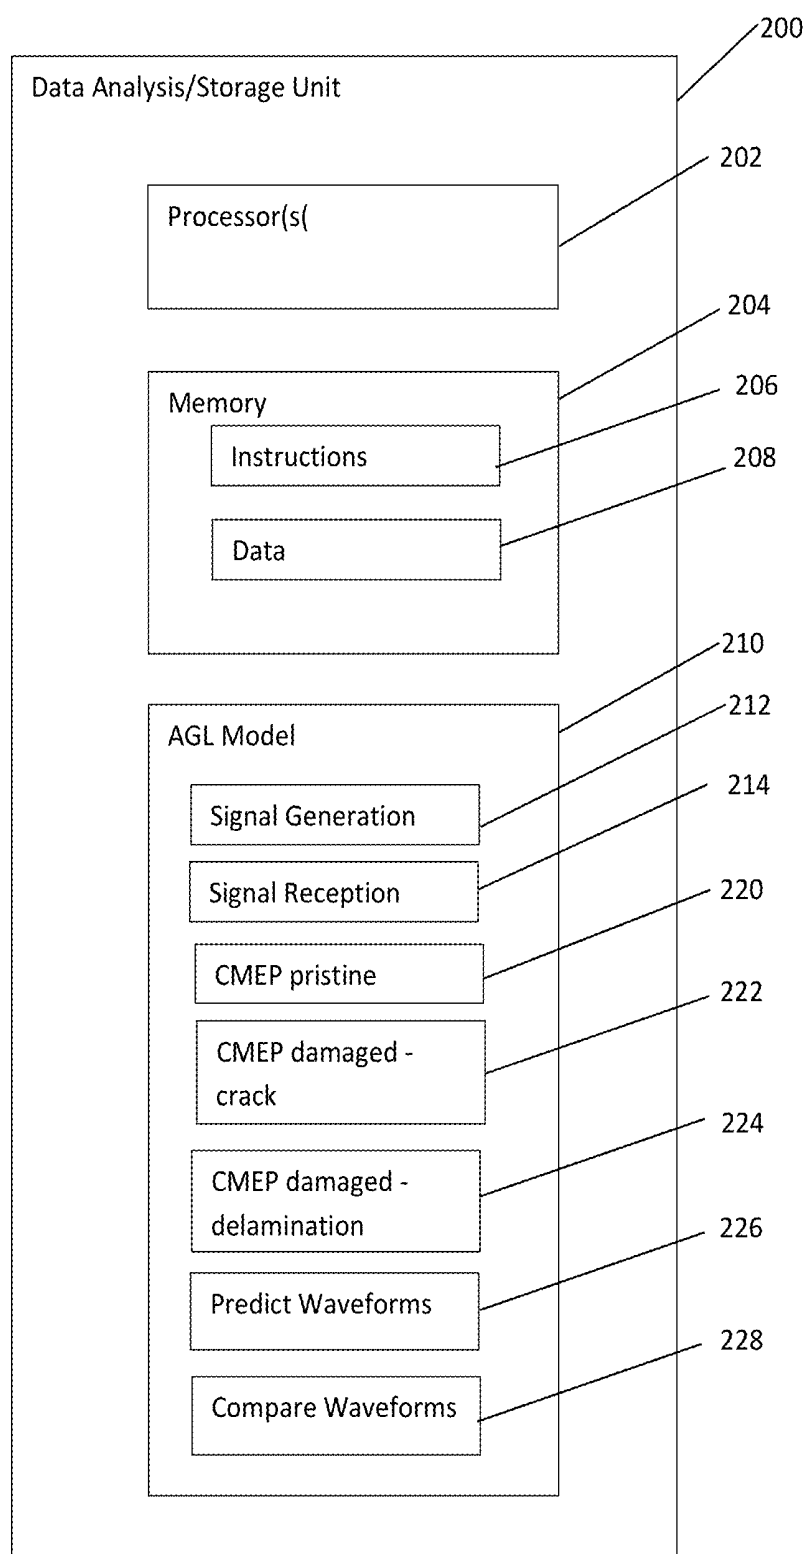 200
Data Analysis/Storage Unit
202
Processor(s(
204
Memory
206
Instructions
208
Data
210
AGL Model
212
Signal Generation
214
Signal Reception
220
CMEP pristine
222
CMEP damaged -
crack
224
CMEP damaged -
delamination
226
Predict Waveforms
228
Compare Waveforms